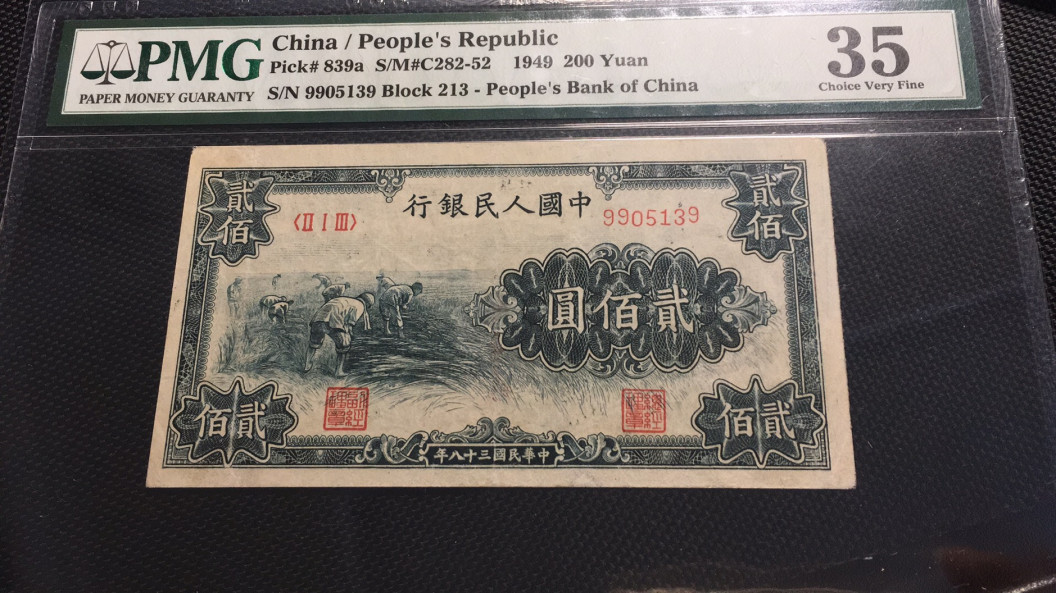 PMG
PAPER MONEY GUARANTY
China / People's Republic
Pick# 839a S/M#C282-52 1949 200 Yuan
S/N 9905139 Block 213 - People's Bank of China
35
Choice Very Fine
貳佰
貳佰
行銀民人國中
〈II I III〉
9905139
圓佰貳
佰貳
佰貳
年八十三國民華中